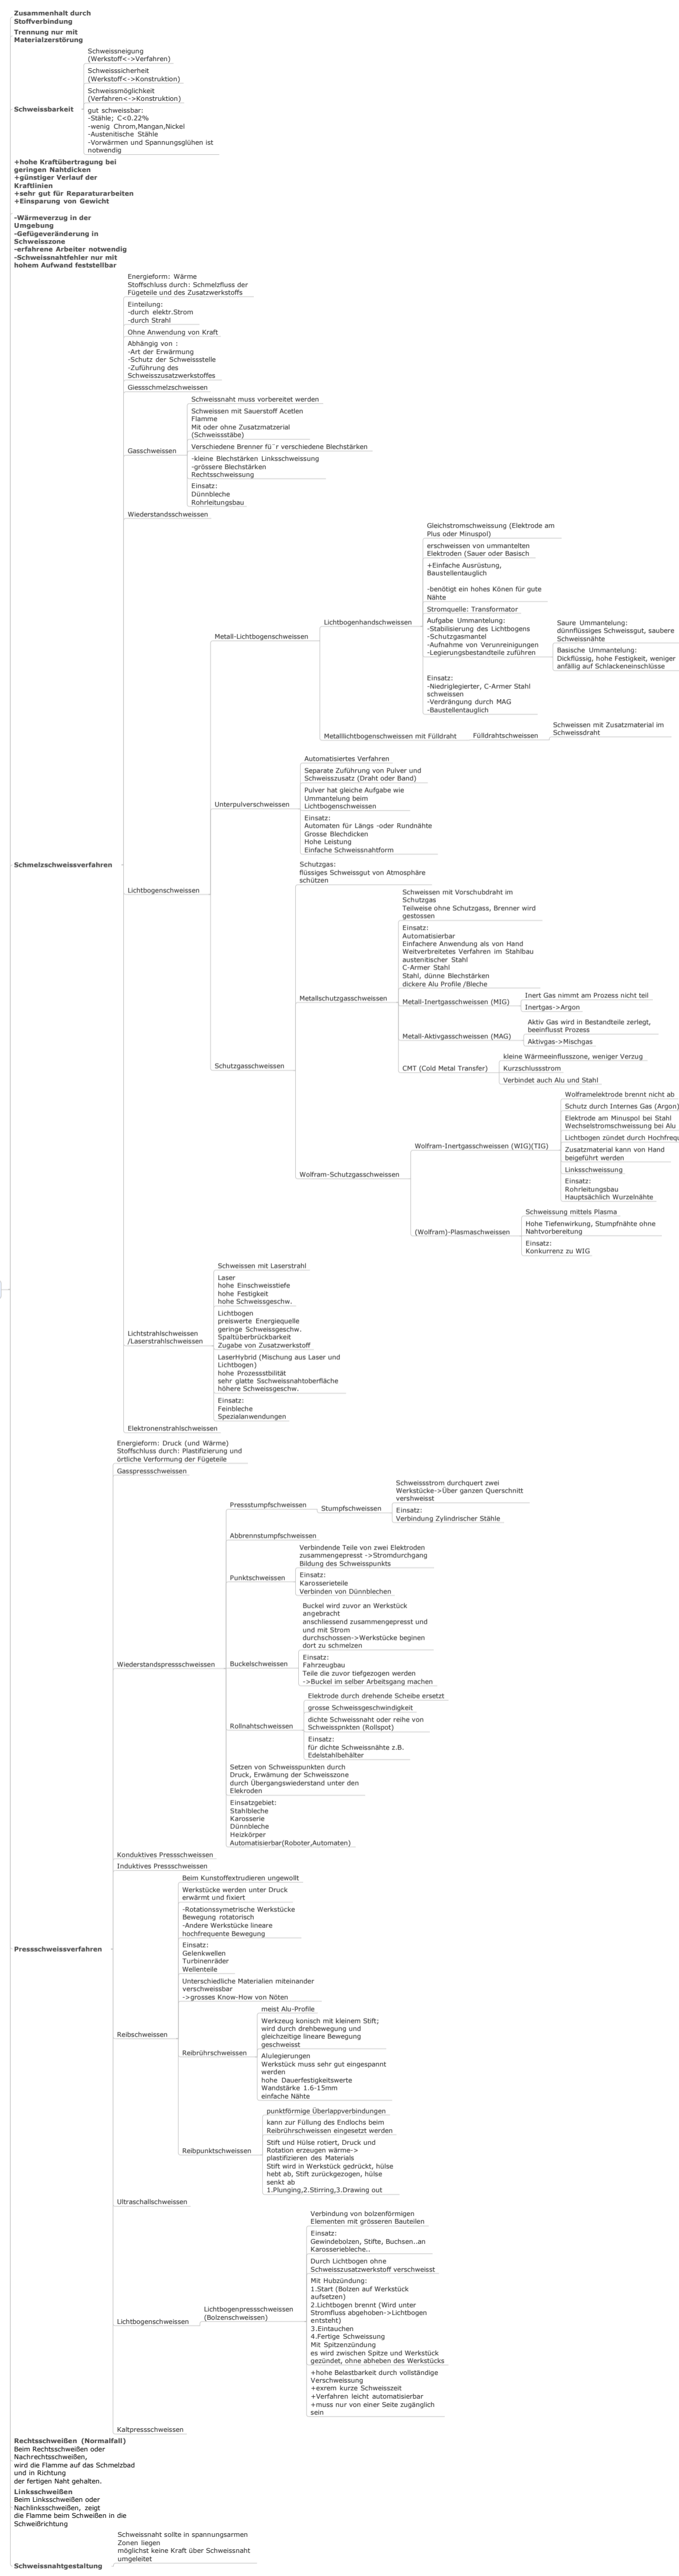 Zusammenhalt durch
Stoffverbindung
Trennung nur mit
Materialzerstörung
Schweissbarkeit
Schweissneigung
(Werkstoff<->Verfahren)
Schweisssicherheit
(Werkstoff<->Konstruktion)
Schweissmöglichkeit
(Verfahren<->Konstruktion)
gut schweissbar:
-Stähle; C<0.22%
-wenig Chrom,Mangan,Nickel
-Austenitische Stähle
-Vorwärmen und Spannungsglühen ist
notwendig
+hohe Kraftübertragung bei
geringen Nahtdicken
+günstiger Verlauf der
Kraftlinien
+sehr gut für Reparaturarbeiten
+Einsparung von Gewicht
-Wärmeverzug in der
Umgebung
-Gefügeveränderung in
Schweisszone
-erfahrene Arbeiter notwendig
-Schweissnahtfehler nur mit
hohem Aufwand feststellbar
Schmelzschweissverfahren
Energieform: Wärme
Stoffschluss durch: Schmelzfluss der
Fügeteile und des Zusatzwerkstoffs
Einteilung:
-durch elektr.Strom
-durch Strahl
Ohne Anwendung von Kraft
Abhängig von :
-Art der Erwärmung
-Schutz der Schweissstelle
-Zuführung des
Schweisszusatzwerkstoffes
Giessschmelzschweissen
Gasschweissen
Schweissnaht muss vorbereitet werden
Schweissen mit Sauerstoff Acetlen
Flamme
Mit oder ohne Zusatzmatzerial
(Schweissstäbe)
Verschiedene Brenner fü¨r verschiedene Blechstärken
-kleine Blechstärken Linksschweissung
-grössere Blechstärken
Rechtsschweissung
Einsatz:
Dünnbleche
Rohrleitungsbau
Wiederstandsschweissen
Lichtbogenschweissen
Metall-Lichtbogenschweissen
Lichtbogenhandschweissen
Gleichstromschweissung (Elektrode am
Plus oder Minuspol)
erschweissen von ummantelten
Elektroden (Sauer oder Basisch
+Einfache Ausrüstung,
Baustellentauglich
-benötigt ein hohes Könen für gute
Nähte
Stromquelle: Transformator
Aufgabe Ummantelung:
-Stabilisierung des Lichtbogens
-Schutzgasmantel
-Aufnahme von Verunreinigungen
-Legierungsbestandteile zuführen
Saure Ummantelung:
dünnflüssiges Schweissgut, saubere
Schweissnähte
Basische Ummantelung:
Dickflüssig, hohe Festigkeit, weniger
anfällig auf Schlackeneinschlüsse
Einsatz:
-Niedriglegierter, C-Armer Stahl
schweissen
-Verdrängung durch MAG
-Baustellentauglich
Metalllichtbogenschweissen mit Fülldraht
Fülldrahtschweissen
Schweissen mit Zusatzmaterial im
Schweissdraht
Unterpulverschweissen
Automatisiertes Verfahren
Separate Zuführung von Pulver und
Schweisszusatz (Draht oder Band)
Pulver hat gleiche Aufgabe wie
Ummantelung beim
Lichtbogenschweissen
Einsatz:
Automaten für Längs -oder Rundnähte
Grosse Blechdicken
Hohe Leistung
Einfache Schweissnahtform
Schutzgasschweissen
Schutzgas:
flüssiges Schweissgut von Atmosphäre
schützen
Metallschutzgasschweissen
Schweissen mit Vorschubdraht im
Schutzgas
Teilweise ohne Schutzgass, Brenner wird
gestossen
Einsatz:
Automatisierbar
Einfachere Anwendung als von Hand
Weitverbreitetes Verfahren im Stahlbau
austenitischer Stahl
C-Armer Stahl
Stahl, dünne Blechstärken
dickere Alu Profile /Bleche
Metall-Inertgasschweissen (MIG)
Inert Gas nimmt am Prozess nicht teil
Inertgas->Argon
Metall-Aktivgasschweissen (MAG)
Aktiv Gas wird in Bestandteile zerlegt,
beeinflusst Prozess
Aktivgas->Mischgas
CMT (Cold Metal Transfer)
kleine Wärmeeinflusszone, weniger Verzug
Kurzschlussstrom
Verbindet auch Alu und Stahl
Wolfram-Schutzgasschweissen
Wolfram-Inertgasschweissen (WIG)(TIG)
Wolframelektrode brennt nicht ab
Schutz durch Internes Gas (Argon)
Elektrode am Minuspol bei Stahl
Wechselstromschweissung bei Alu
Lichtbogen zündet durch Hochfrequ
Zusatzmaterial kann von Hand
beigeführt werden
Linksschweissung
Einsatz:
Rohrleitungsbau
Hauptsächlich Wurzelnähte
(Wolfram)-Plasmaschweissen
Schweissung mittels Plasma
Hohe Tiefenwirkung, Stumpfnähte ohne
Nahtvorbereitung
Einsatz:
Konkurrenz zu WIG
Lichtstrahlschweissen
/Laserstrahlschweissen
Schweissen mit Laserstrahl
Laser
hohe Einschweisstiefe
hohe Festigkeit
hohe Schweissgeschw.
Lichtbogen
preiswerte Energiequelle
geringe Schweissgeschw.
Spaltüberbrückbarkeit
Zugabe von Zusatzwerkstoff
LaserHybrid (Mischung aus Laser und
Lichtbogen)
hohe Prozessstbilität
sehr glatte Sschweissnahtoberfläche
höhere Schweissgeschw.
Einsatz:
Feinbleche
Spezialanwendungen
Elektronenstrahlschweissen
Pressschweissverfahren
Energieform: Druck (und Wärme)
Stoffschluss durch: Plastifizierung und
örtliche Verformung der Fügeteile
Gasspressschweissen
Wiederstandspressschweissen
Pressstumpfschweissen
Stumpfschweissen
Schweissstrom durchquert zwei
Werkstücke->Über ganzen Querschnitt
vershweisst
Einsatz:
Verbindung Zylindrischer Stähle
Abbrennstumpfschweissen
Punktschweissen
Verbindende Teile von zwei Elektroden
zusammengepresst ->Stromdurchgang
Bildung des Schweisspunkts
Einsatz:
Karosserieteile
Verbinden von Dünnblechen
Buckelschweissen
Buckel wird zuvor an Werkstück
angebracht
anschliessend zusammengepresst und
und mit Strom
durchschossen->Werkstücke beginen
dort zu schmelzen
Einsatz:
Fahrzeugbau
Teile die zuvor tiefgezogen werden
->Buckel im selber Arbeitsgang machen
Rollnahtschweissen
Elektrode durch drehende Scheibe ersetzt
grosse Schweissgeschwindigkeit
dichte Schweissnaht oder reihe von
Schweisspnkten (Rollspot)
Einsatz:
für dichte Schweissnähte z.B.
Edelstahlbehälter
Setzen von Schweisspunkten durch
Druck, Erwärnung der Schweisszone
durch Übergangswiederstand unter den
Elekroden
Einsatzgebiet:
Stahlbleche
Karosserie
Dünnbleche
Heizkörper
Automatisierbar(Roboter,Automaten)
Konduktives Pressschweissen
Induktives Pressschweissen
Reibschweissen
Beim Kunstoffextrudieren ungewollt
Werkstücke werden unter Druck
erwärmt und fixiert
-Rotationssymetrische Werkstücke
Bewegung rotatorisch
-Andere Werkstücke lineare
hochfrequente Bewegung
Einsatz:
Gelenkwellen
Turbinenräder
Wellenteile
Unterschiedliche Materialien miteinander
verschweissbar
->grosses Know-How von Nöten
Reibrührschweissen
meist Alu-Profile
Werkzeug konisch mit kleinem Stift;
wird durch drehbewegung und
gleichzeitige lineare Bewegung
geschweisst
Alulegierungen
Werkstück muss sehr gut eingespannt
werden
hohe Dauerfestigkeitswerte
Wandstärke 1.6-15mm
einfache Nähte
Reibpunktschweissen
punktförmige Überlappverbindungen
kann zur Füllung des Endlochs beim
Reibrührschweissen eingesetzt werden
Stift und Hülse rotiert, Druck und
Rotation erzeugen wärme->
plastifizieren des Materials
Stift wird in Werkstück gedrückt, hülse
hebt ab, Stift zurückgezogen, hülse
senkt ab
1.Plunging,2.Stirring,3.Drawing out
Ultraschallschweissen
Lichtbogenschweissen
Lichtbogenpressschweissen
(Bolzenschweissen)
Verbindung von bolzenförmigen
Elementen mit grösseren Bauteilen
Einsatz:
Gewindebolzen, Stifte, Buchsen..an
Karosseriebleche..
Durch Lichtbogen ohne
Schweisszusatzwerkstoff verschweisst
Mit Hubzündung:
1.Start (Bolzen auf Werkstück
aufsetzen)
2.Lichtbogen brennt (Wird unter
Stromfluss abgehoben->Lichtbogen
entsteht)
3.Eintauchen
4.Fertige Schweissung
Mit Spitzenzündung
es wird zwischen Spitze und Werkstück
gezündet, ohne abheben des Werkstücks
+hohe Belastbarkeit durch vollständige
Verschweissung
+exrem kurze Schweisszeit
+Verfahren leicht automatisierbar
+muss nur von einer Seite zugänglich
sein
Kaltpressschweissen
Rechtsschweißen (Normalfall)
Beim Rechtsschweißen oder
Nachrechtsschweißen,
wird die Flamme auf das Schmelzbad
und in Richtung
der fertigen Naht gehalten.
Linksschweißen
Beim Linksschweißen oder
Nachlinksschweißen, zeigt
die Flamme beim Schweißen in die
Schweißrichtung
Schweissnahtgestaltung
Schweissnaht sollte in spannungsarmen
Zonen liegen
möglichst keine Kraft über Schweissnaht
umgeleitet